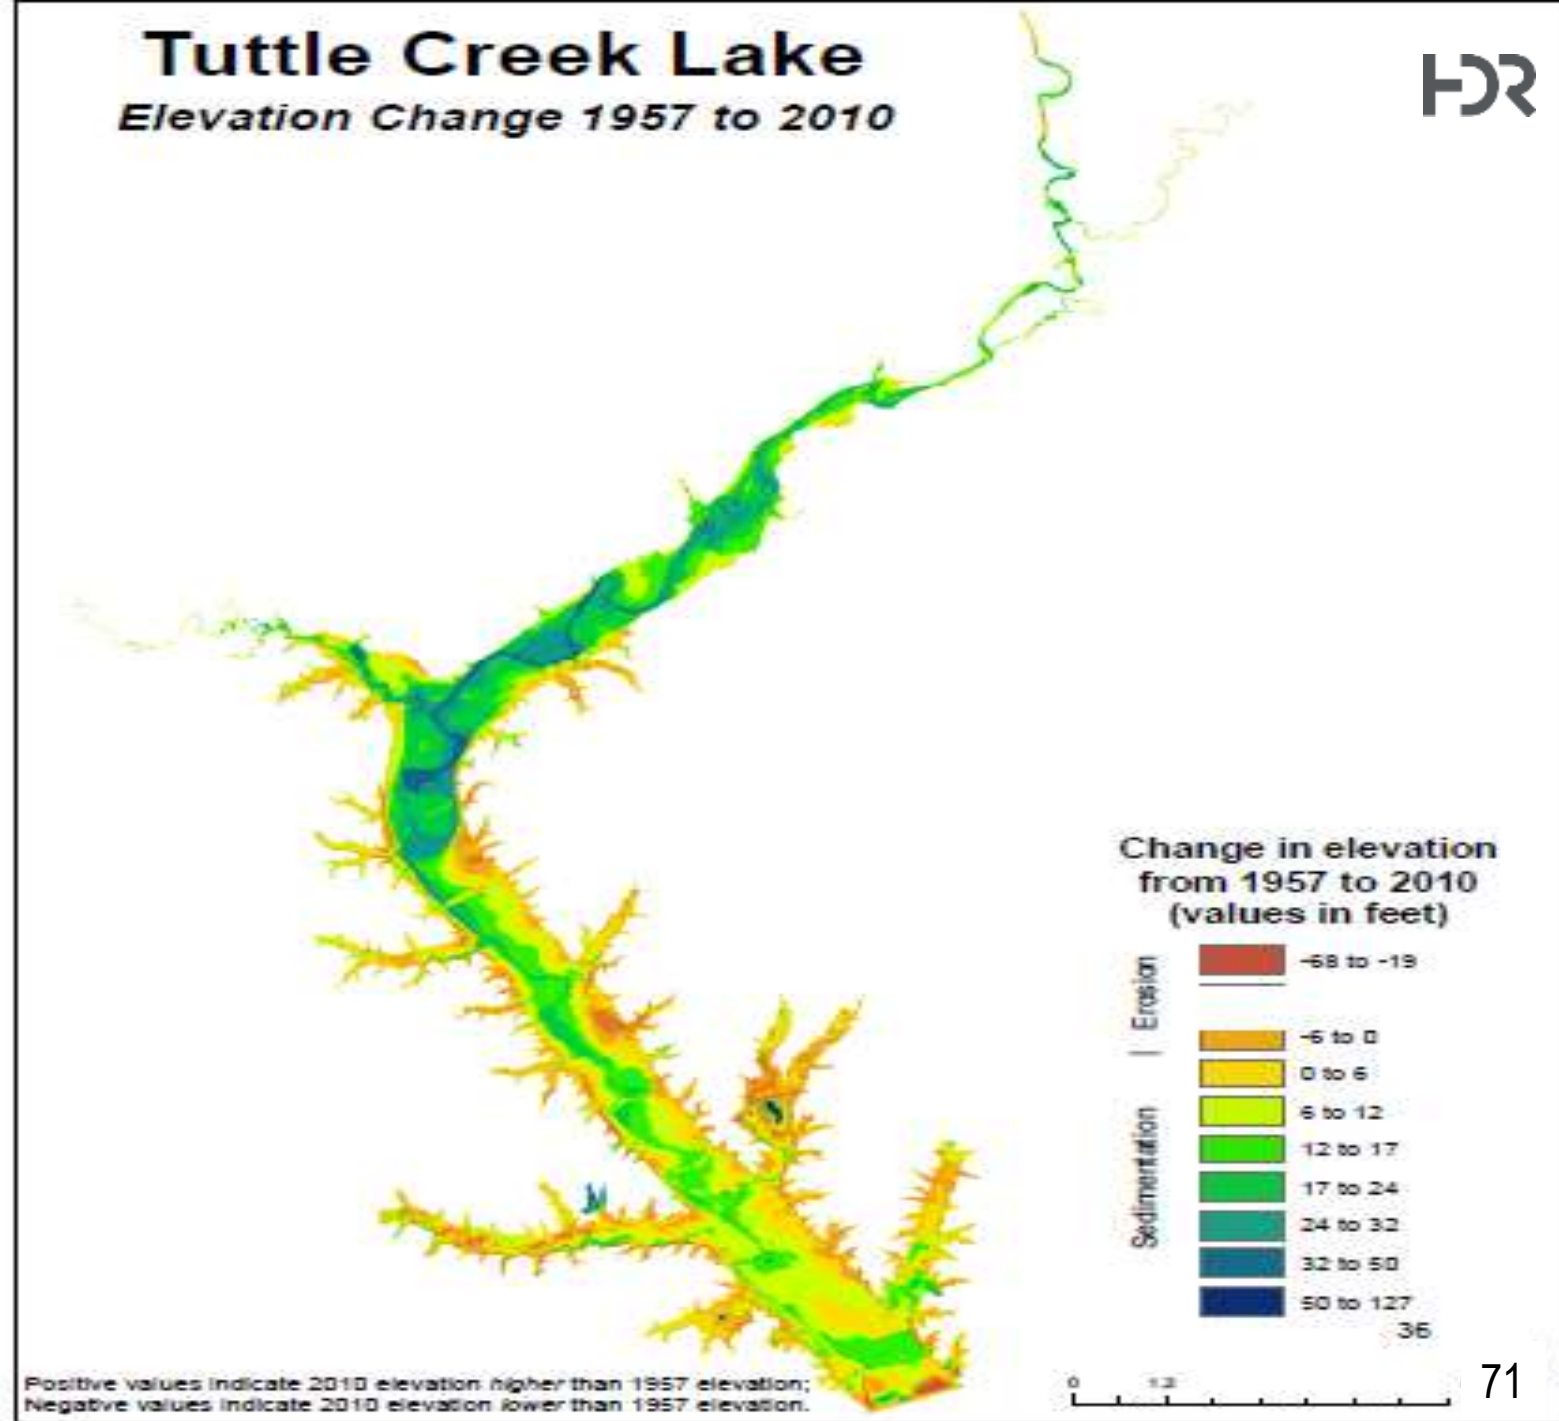 Tuttle Creek Lake
Elevation Change 1957 to 2010
HDR
Change in elevation
from 1957 to 2010
(values in feet)
Erosion
-68 to -19
-6 to 0
0 to 6
Sedimentation
6 to 12
12 to 17
17 to 24
24 to 32
32 to 50
50 to 127
36
Positive values indicate 2010 elevation higher than 1957 elevation;
Negative values indicate 2010 elevation lower than 1957 elevation.
0
71